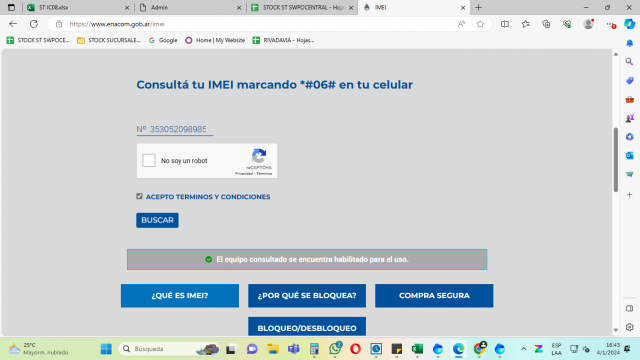 ST IC08.xlsx
Admin
STOCK ST SWPOCENTRAL - Hojas
IMEI
https://www.enacom.gob.ar/imei
STOCK ST SWPOCE...
STOCK SUCURSALE...
Google
Home | My Website
RIVADAVIA - Hojas...
Consultá tu IMEI marcando *#06# en tu celular
Nº 353052098985
No soy un robot
reCAPTCHA
Privacidad - Términos
ACEPTO TERMINOS Y CONDICIONES
BUSCAR
El equipo consultado se encuentra habilitado para el uso.
¿QUÉ ES IMEI?
¿POR QUÉ SE BLOQUEA?
COMPRA SEGURA
BLOQUEO/DESBLOQUEO
25°C
Mayorm. nublado
Búsqueda
ESP
LAA
16:43
4/1/2024